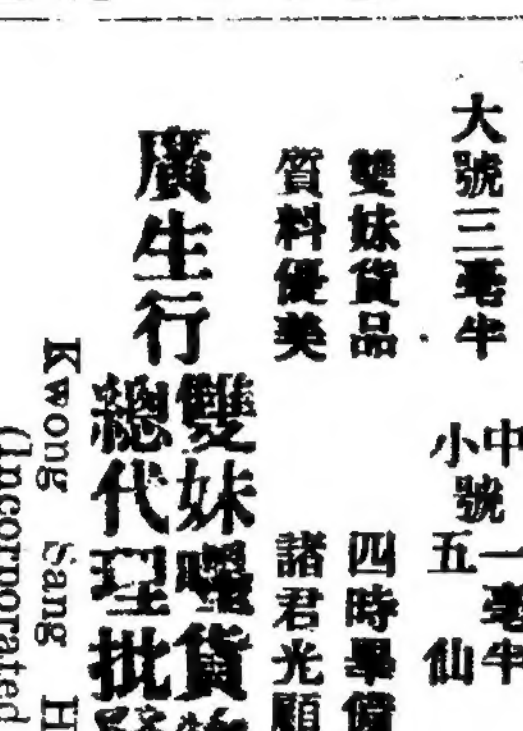 大號三毫半
中
一毫半
小號五仙
雙妹貨品
四時畢備
質料優美
諸君光顧
廣生行
雙妹嚜貨
總代理批
Kwong Sang H
(Incorporated